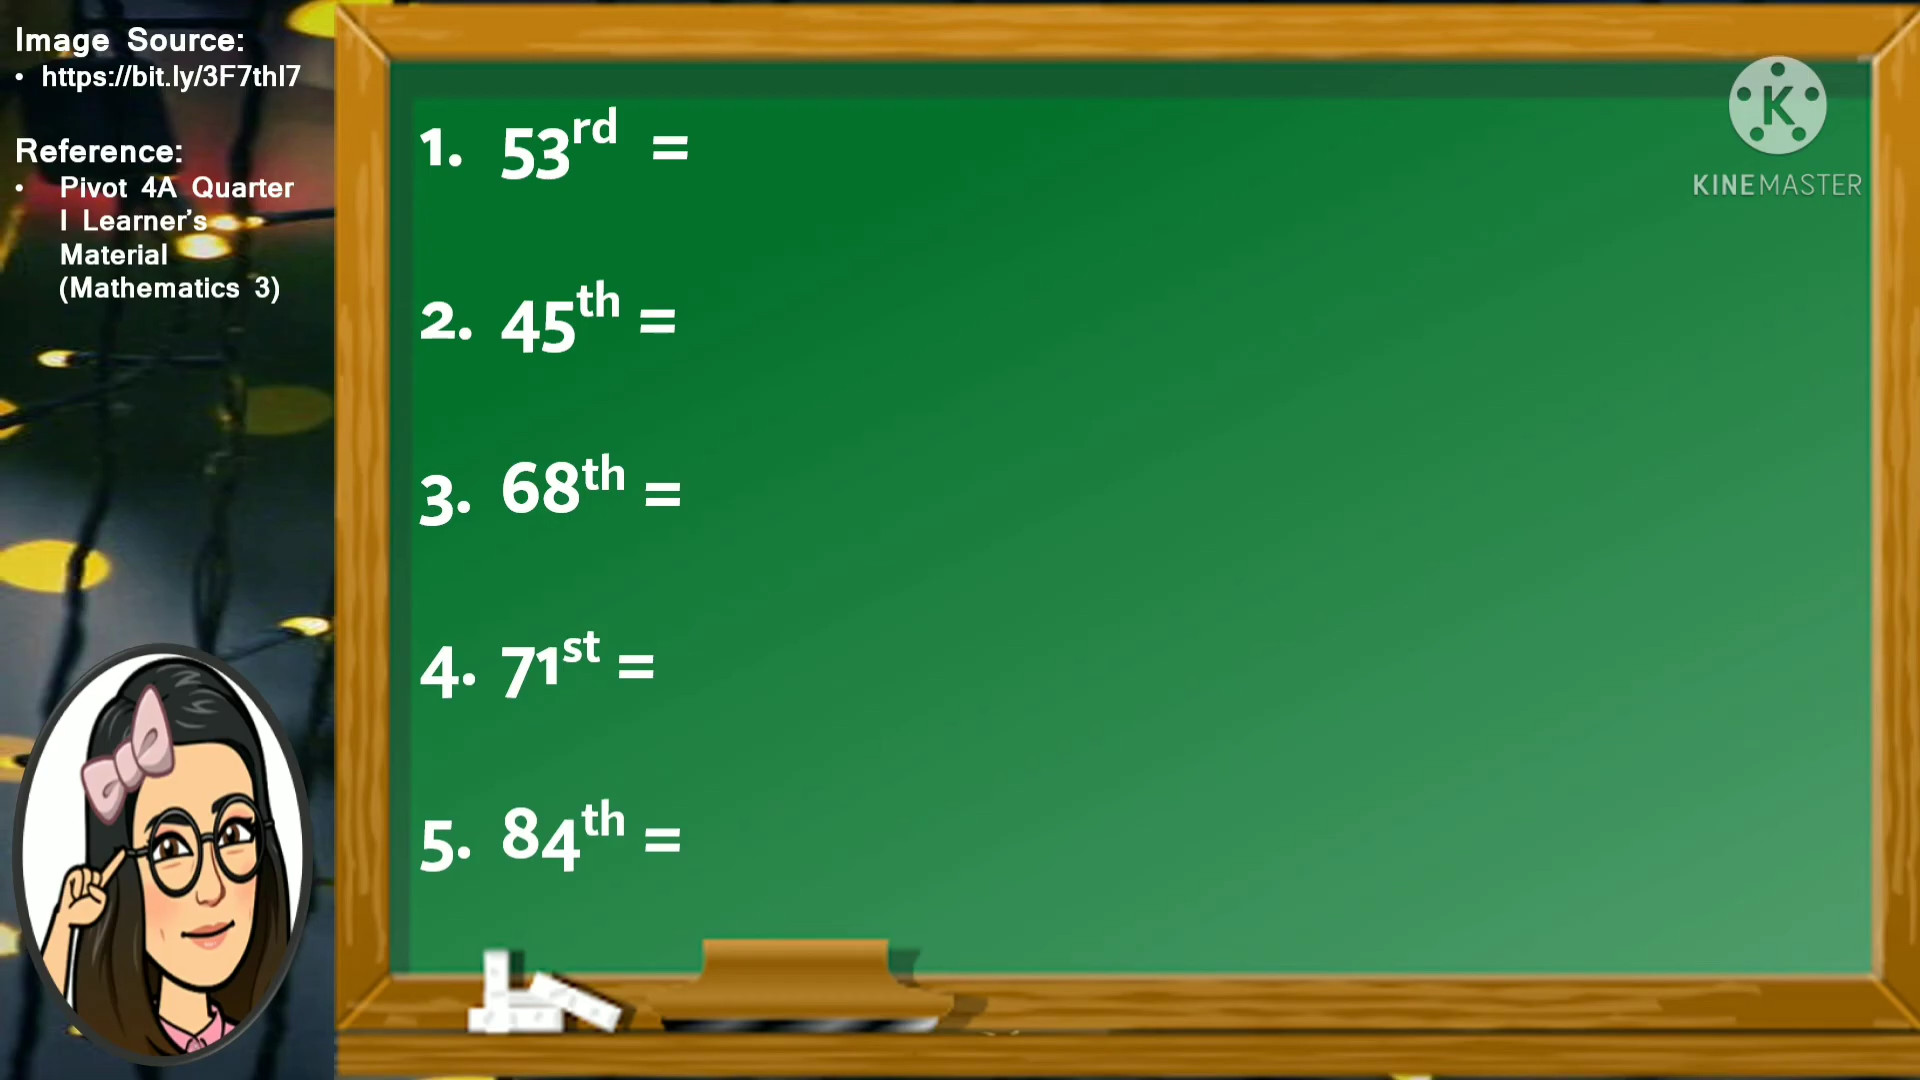 Image Source:
• https://bit.ly/3F7thI7
Reference:
• Pivot 4A Quarter
I Learner's
Material
(Mathematics 3)
1. 53rd =
2. 45th =
3. 68th =
4. 71st =
5. 84th =
K
KINEMASTER